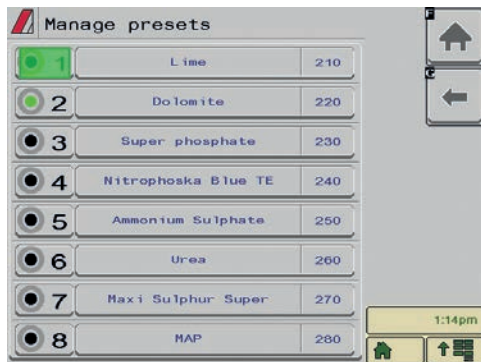 Manage presets
1 Lime 210
2 Dolomite 220
3 Super phosphate 230
4 Nitrophoska Blue TE 240
5 Ammonium Sulphate 250
6 Urea 260
7 Maxi Sulphur Super 270
8 MAP 280
F
C
1:14pm